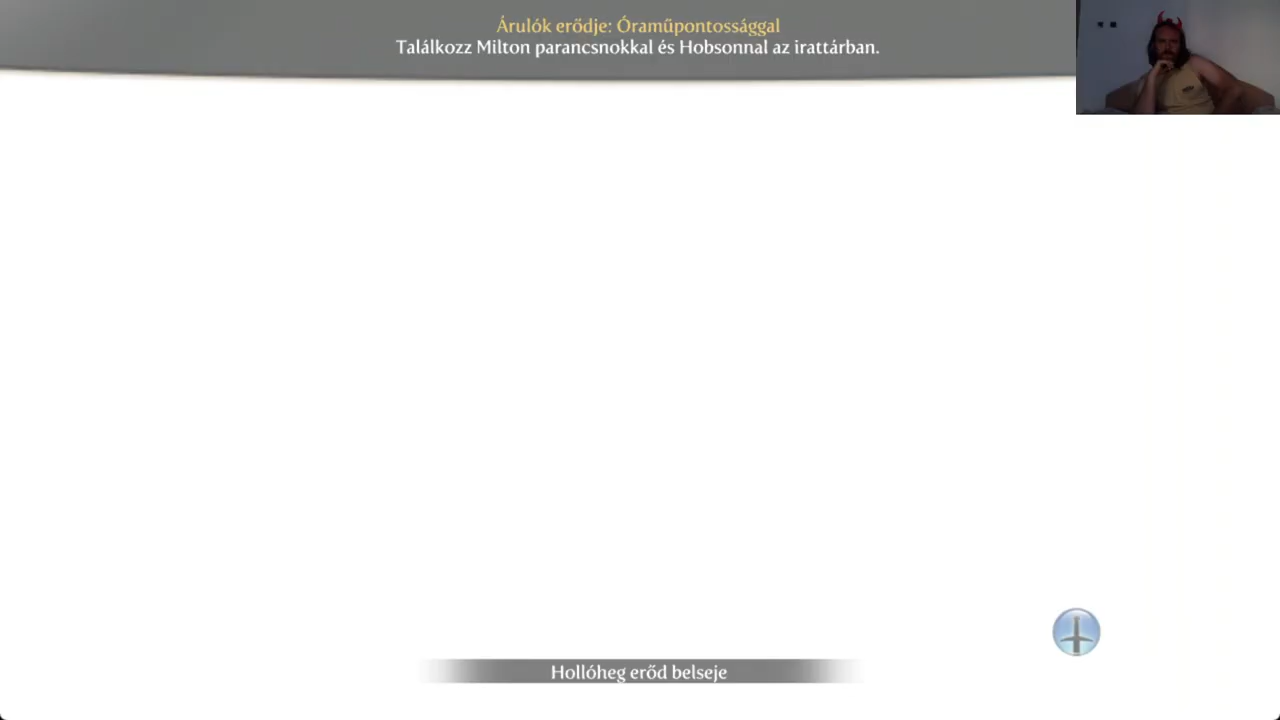 Árulók erődje: Óraműpontossággal
Találkozz Milton parancsnokkal és Hobsonnal az irattárban.
Hollóheg erőd belseje